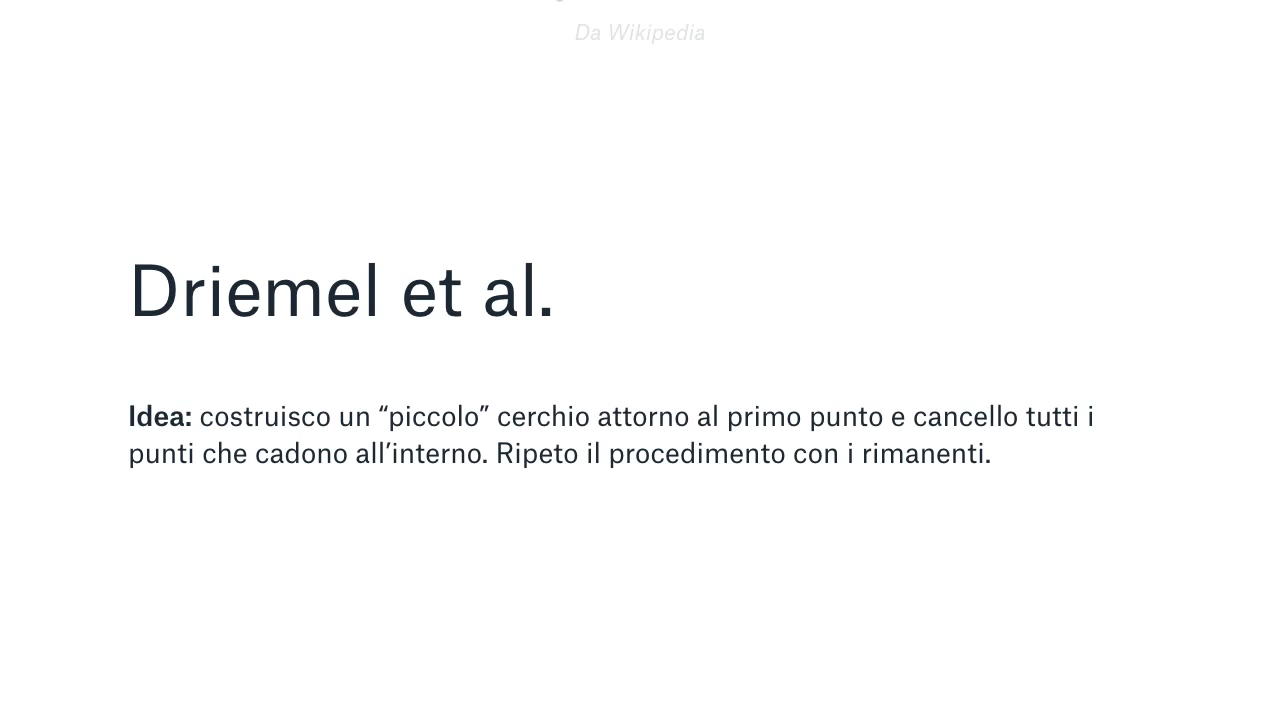 Da Wikipedia
Driemel et al.
Idea: costruisco un “piccolo” cerchio attorno al primo punto e cancello tutti i
punti che cadono all’interno. Ripeto il procedimento con i rimanenti.